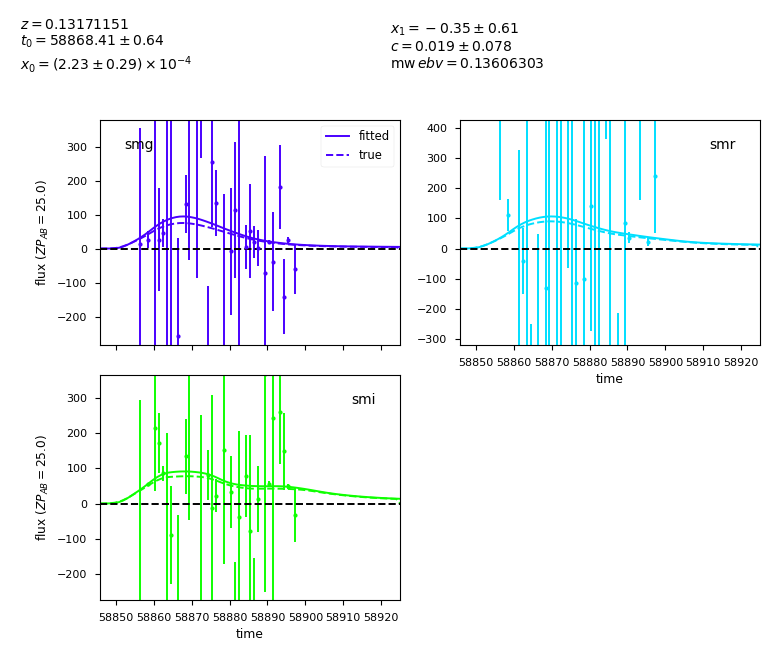 z = 0.13171151
t₀ = 58868.41 ± 0.64
x₀ = (2.23 ± 0.29) × 10⁻⁴
x₁ = −0.35 ± 0.61
c = 0.019 ± 0.078
mw ebv = 0.13606303
smg
fitted
true
300
200
100
0
−100
−200
flux (ZP_AB = 25.0)
smr
400
300
200
100
0
−100
−200
−300
58850 58860 58870 58880 58890 58900 58910 58920
time
smi
300
200
100
0
−100
−200
flux (ZP_AB = 25.0)
58850 58860 58870 58880 58890 58900 58910 58920
time